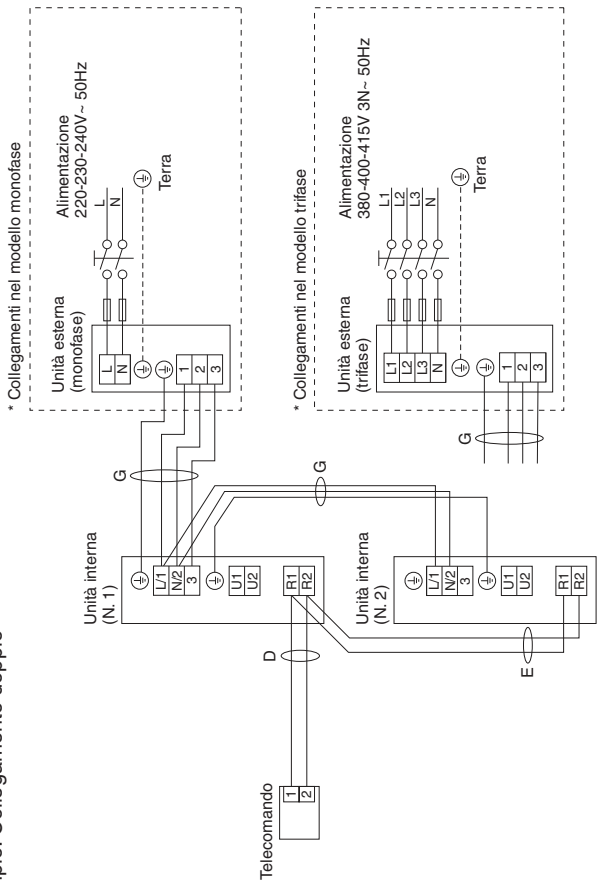 Collegamento doppio
Telecomando
1
2
D
E
Unità interna
(N. 1)
L/1
N/2
3
U1
U2
R1
R2
Unità interna
(N. 2)
L/1
N/2
3
U1
U2
R1
R2
G
G
* Collegamenti nel modello monofase
Unità esterna
(monofase)
L
N
1
2
3
Alimentazione
220-230-240V~ 50Hz
L
N
Terra
* Collegamenti nel modello trifase
Unità esterna
(trifase)
L1
L2
L3
N
1
2
3
G
Alimentazione
380-400-415V 3N~ 50Hz
L1
L2
L3
N
Terra